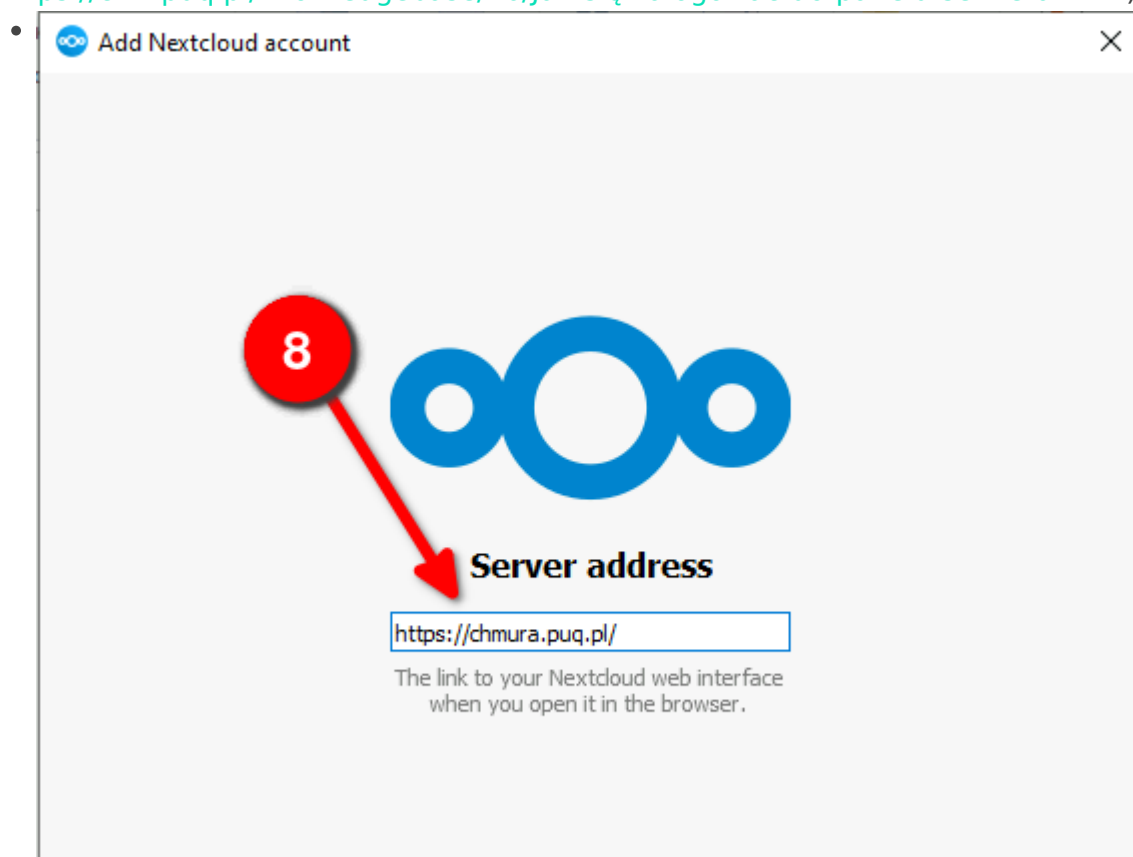 Add Nextcloud account
8
Server address
https://chmura.puq.pl/
The link to your Nextcloud web interface
when you open it in the browser.